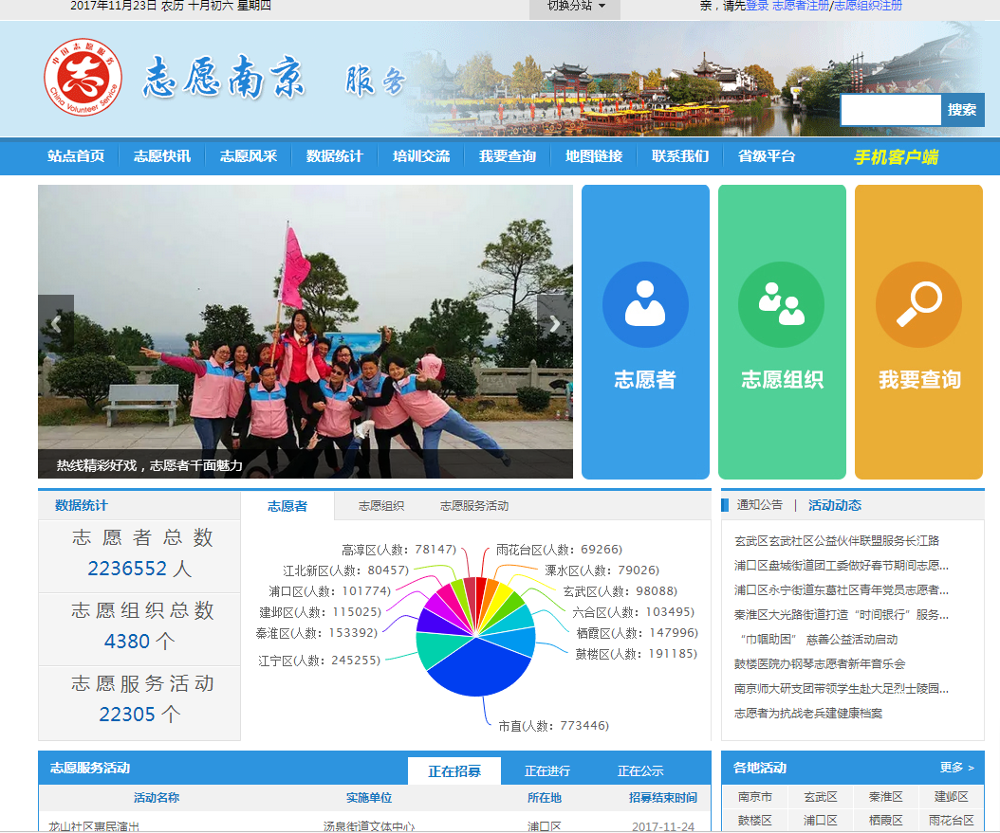 2017年11月23日 农历 十月初六 星期四
切换分站
亲，请先登录 志愿者注册/志愿组织注册
中国志愿服务
China Volunteer Service
志愿南京 服务
搜索
站点首页 志愿快讯 志愿风采 数据统计 培训交流 我要查询 地图链接 联系我们 省级平台 手机客户端
热线精彩好戏，志愿者千面魅力
志愿者
志愿组织
我要查询
数据统计
志愿者总数
2236552 人
志愿组织总数
4380 个
志愿服务活动
22305 个
志愿者 志愿组织 志愿服务活动
高淳区(人数: 78147) 雨花台区(人数: 69266)
江北新区(人数: 80457) 溧水区(人数: 79026)
浦口区(人数: 101774) 玄武区(人数: 98088)
建邺区(人数: 115025) 六合区(人数: 103495)
秦淮区(人数: 153392) 栖霞区(人数: 147996)
江宁区(人数: 245255) 鼓楼区(人数: 191185)
市直(人数: 773446)
通知公告 | 活动动态
玄武区玄武社区公益伙伴联盟服务长江路
浦口区盘城街道团工委做好春节期间志愿...
浦口区永宁街道东葛社区青年党员志愿者...
秦淮区大光路街道打造“时间银行”服务...
“巾帼助困” 慈善公益活动启动
鼓楼医院办钢琴志愿者新年音乐会
南京师大研支团带领学生赴大足烈士陵园...
志愿者为抗战老兵建健康档案
志愿服务活动 正在招募 正在进行 正在公示
活动名称 实施单位 所在地 招募结束时间
龙山社区惠民演出 汤泉街道文体中心 浦口区 2017-11-24
各地活动 更多 >
南京市 玄武区 秦淮区 建邺区
鼓楼区 浦口区 栖霞区 雨花台区